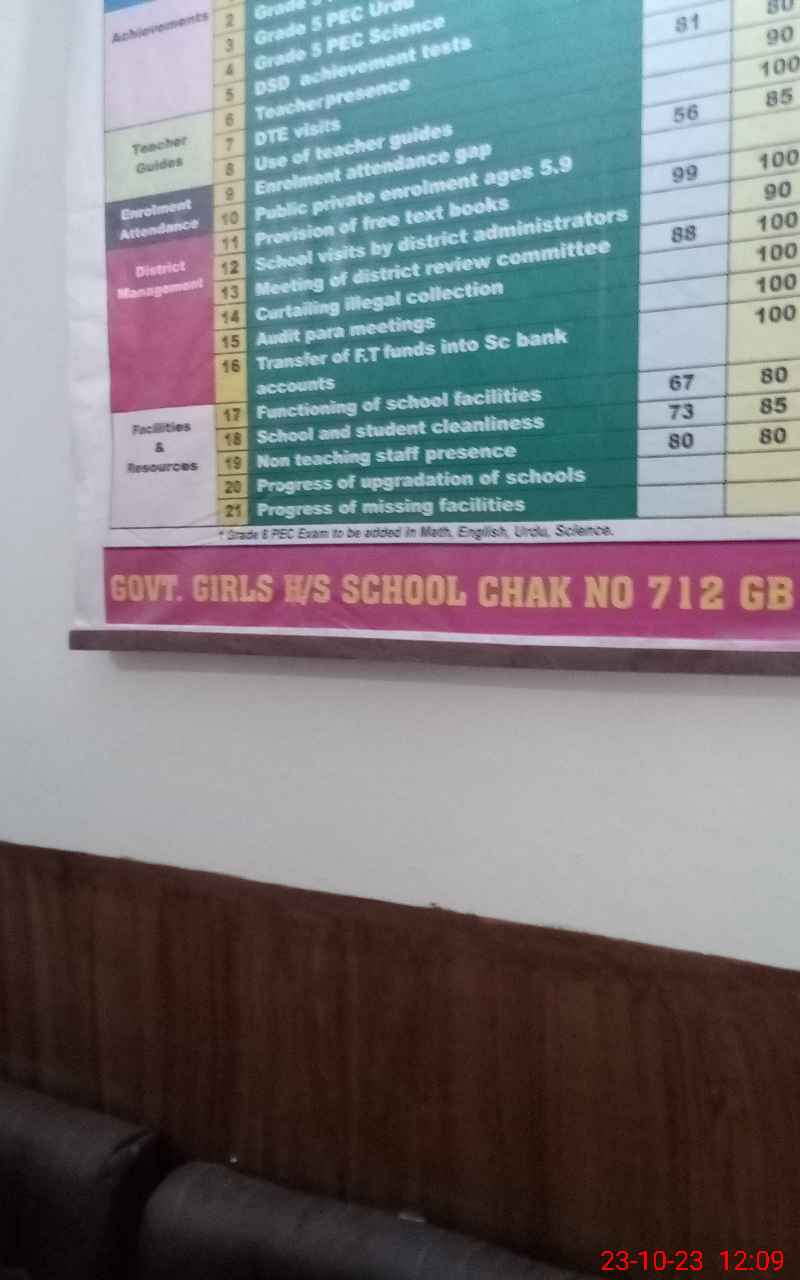 Achievements
2 Grade 5 PEC Urdu
3 Grade 5 PEC Science 81 90
4 DSD achievement tests 100
5 Teacher presence 85
6 DTE visits 56
7 Use of teacher guides
8 Enrolment attendance gap 99 100
9 Public private enrolment ages 5.9 90
10 Provision of free text books 88 100
11 School visits by district administrators 100
12 Meeting of district review committee 100
13 Curtailing illegal collection 100
14 Audit para meetings
15 Transfer of F,T funds into Sc bank
16 accounts
Teacher
Guides
Enrolment
Attendance
District
Management
17 Functioning of school facilities 67 80
18 School and student cleanliness 73 85
19 Non teaching staff presence 80 80
20 Progress of upgradation of schools
21 Progress of missing facilities
Facilities
&
Resources
* Grade 8 PEC Exam to be added in Math, English, Urdu, Science.
GOVT. GIRLS H/S SCHOOL CHAK NO 712 GB
23-10-23 12:09